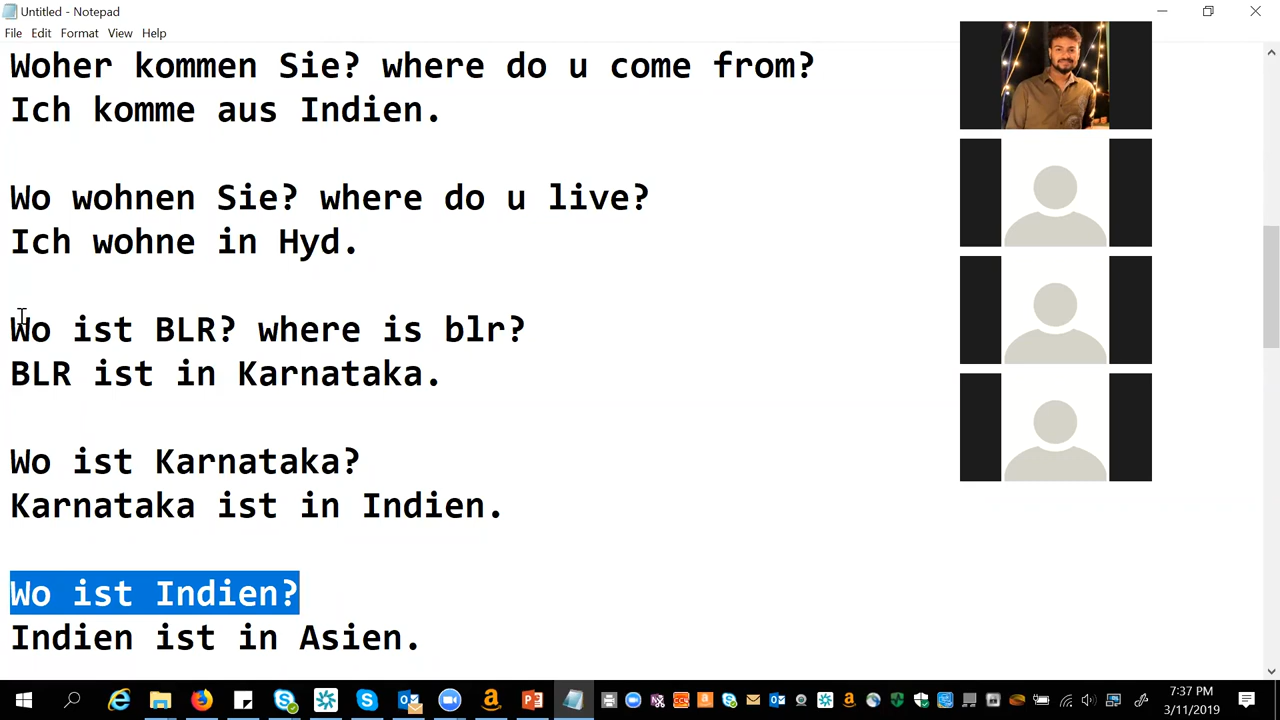 Untitled - Notepad
File Edit Format View Help
Woher kommen Sie? where do u come from?
Ich komme aus Indien.
Wo wohnen Sie? where do u live?
Ich wohne in Hyd.
Wo ist BLR? where is blr?
BLR ist in Karnataka.
Wo ist Karnataka?
Karnataka ist in Indien.
Wo ist Indien?
Indien ist in Asien.
7:37 PM
3/11/2019